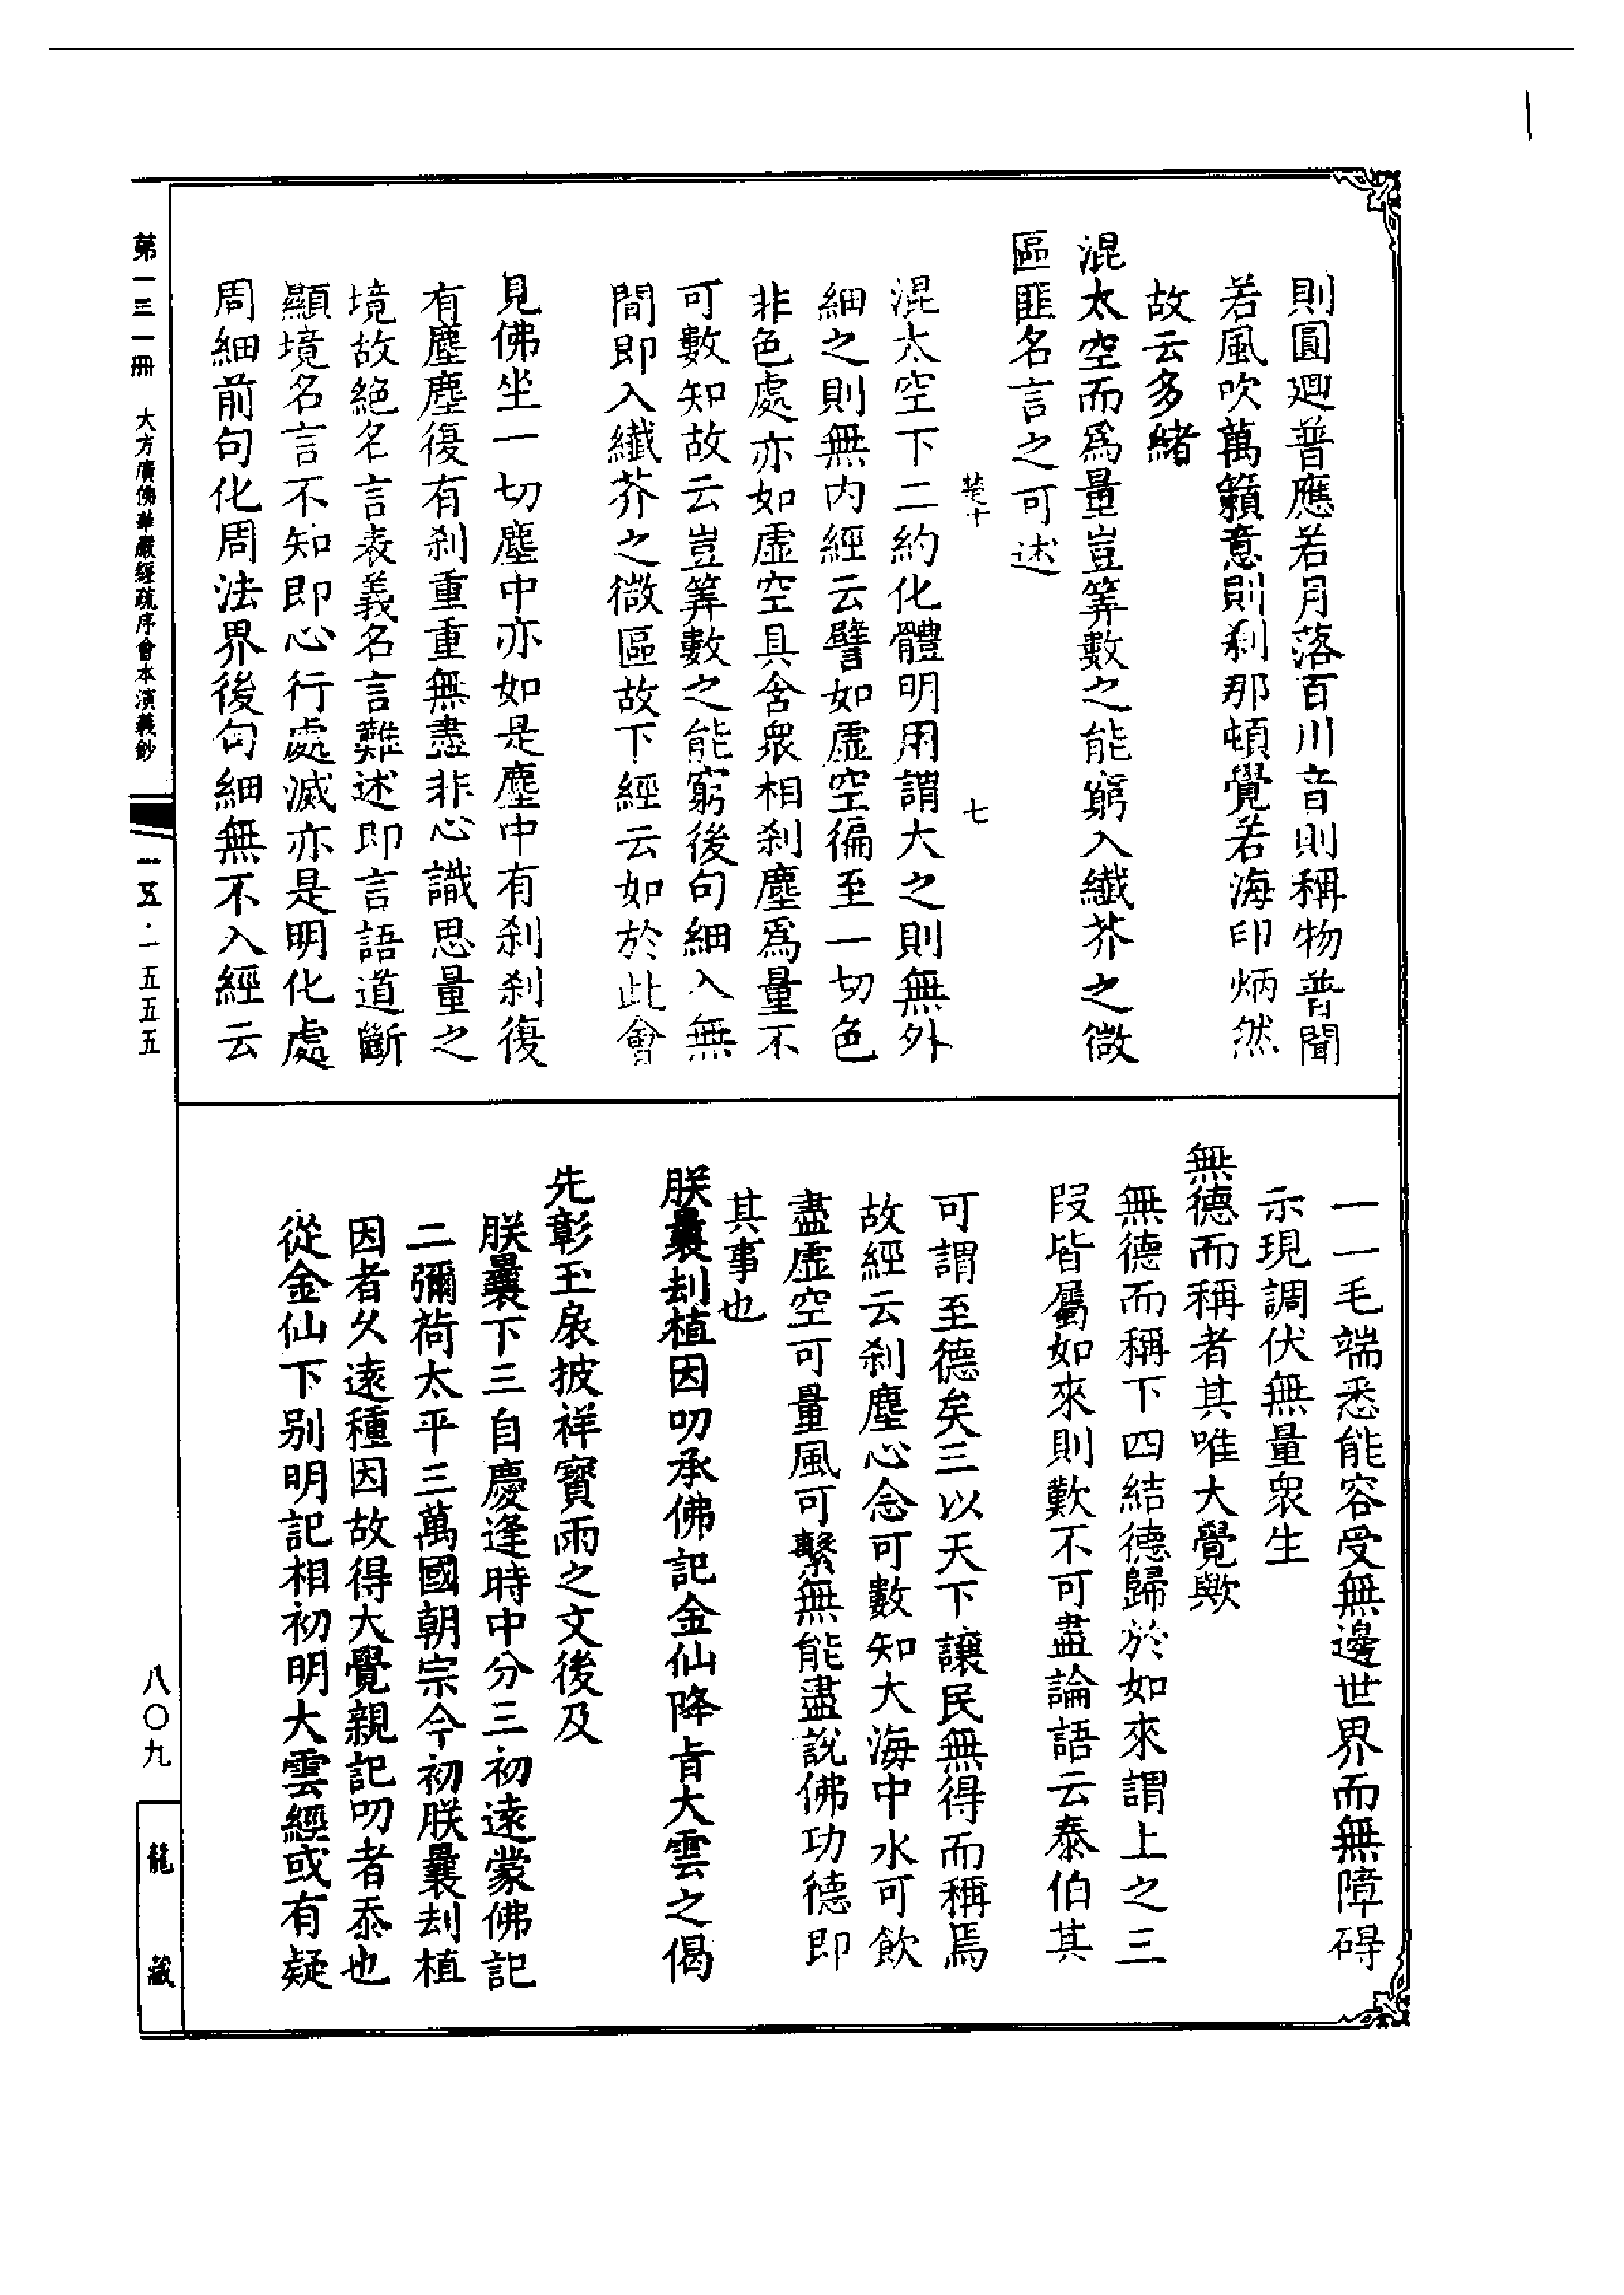 則圓迴普應若月落百川音則稱物普聞
若風吹萬籟意則刹那頓覺若海印炳然
故云多緒
混太空而為量豈筭數之能窮入纖芥之微
區匪名言之可述
楚十
七
混太空下二約化體明用謂大之則無外
細之則無內經云譬如虛空徧至一切色
非色處亦如虛空具含衆相刹塵為量不
可數知故云豈筭數之能窮後句細入無
間即入纖芥之微區故下經云如於此會
見佛坐一切塵中亦如是塵中有刹刹復
有塵塵復有刹重重無盡非心識思量之
境故絕名言表義名言難述即言語道斷
顯境名言不知即心行處滅亦是明化處
周細前句化周法界後句細無不入經云
一一毛端悉能容受無邊世界而無障碍
示現調伏無量衆生
無德而稱者其唯大覺歟
無德而稱下四結德歸於如來謂上之三
段皆屬如來則歎不可盡論語云泰伯其
可謂至德矣三以天下讓民無得而稱焉
故經云刹塵心念可數知大海中水可飲
盡虛空可量風可繫無能盡說佛功德即
其事也
朕曩刦植因叨承佛記金仙降旨大雲之偈
先彰玉扆披祥寶雨之文後及
朕曩下三自慶逢時中分三初遠蒙佛記
二彌荷太平三萬國朝宗今初朕曩刦植
因者久遠種因故得大覺親記叨者忝也
從金仙下別明記相初明大雲經或有疑
第一三一冊　大方廣佛華嚴經疏序會本演義鈔
一五·一五五五
八〇九
龍藏